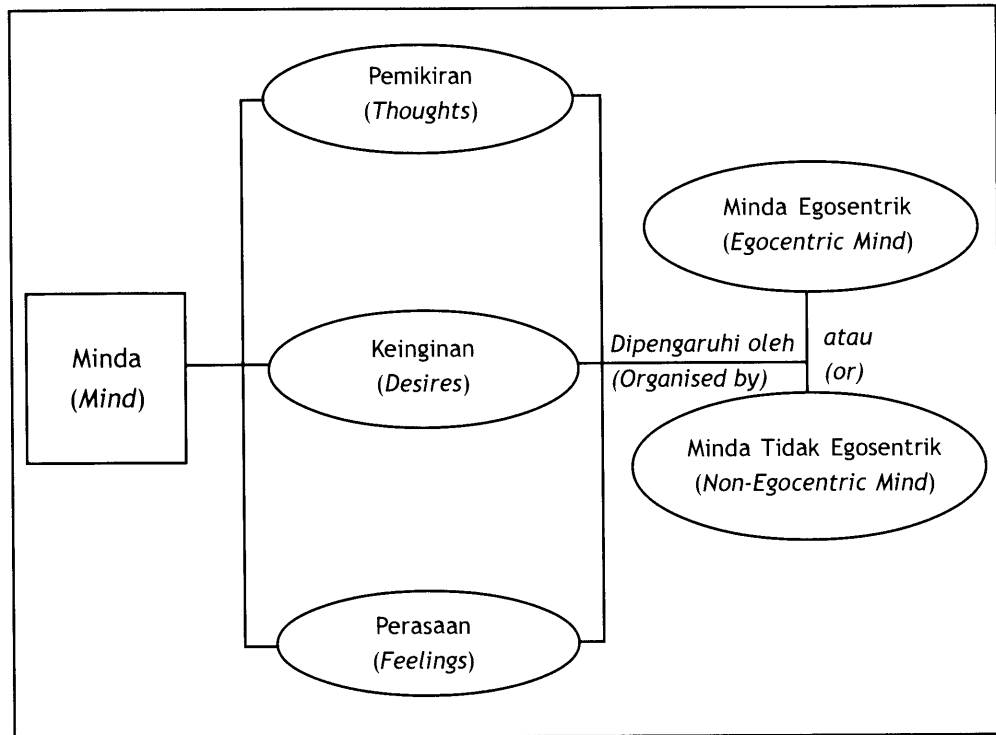 Pemikiran
(Thoughts)
Minda Egosentrik
(Egocentric Mind)
Minda
(Mind)
Keinginan
(Desires)
Dipengaruhi oleh
(Organised by)
atau
(or)
Minda Tidak Egosentrik
(Non-Egocentric Mind)
Perasaan
(Feelings)